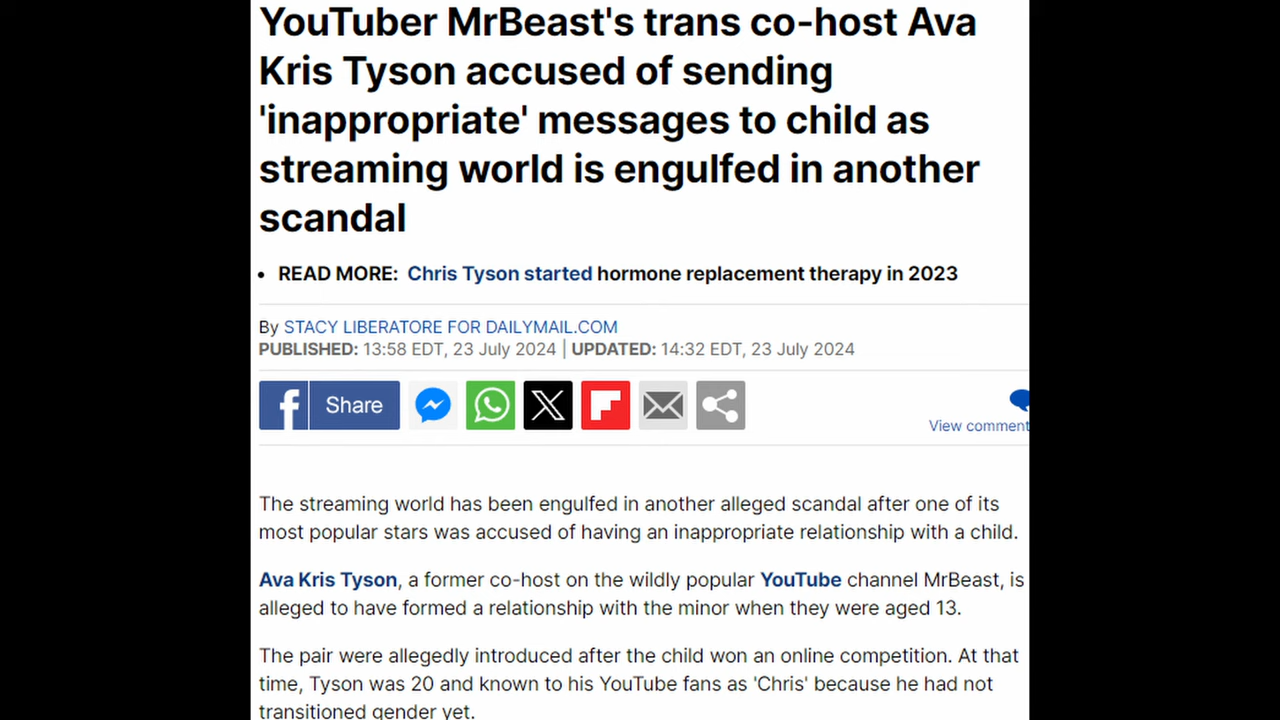 YouTuber MrBeast's trans co-host Ava
Kris Tyson accused of sending
'inappropriate' messages to child as
streaming world is engulfed in another
scandal
• READ MORE: Chris Tyson started hormone replacement therapy in 2023
By STACY LIBERATORE FOR DAILYMAIL.COM
PUBLISHED: 13:58 EDT, 23 July 2024 | UPDATED: 14:32 EDT, 23 July 2024
Share
View comment
The streaming world has been engulfed in another alleged scandal after one of its
most popular stars was accused of having an inappropriate relationship with a child.
Ava Kris Tyson, a former co-host on the wildly popular YouTube channel MrBeast, is
alleged to have formed a relationship with the minor when they were aged 13.
The pair were allegedly introduced after the child won an online competition. At that
time, Tyson was 20 and known to his YouTube fans as 'Chris' because he had not
transitioned gender yet.